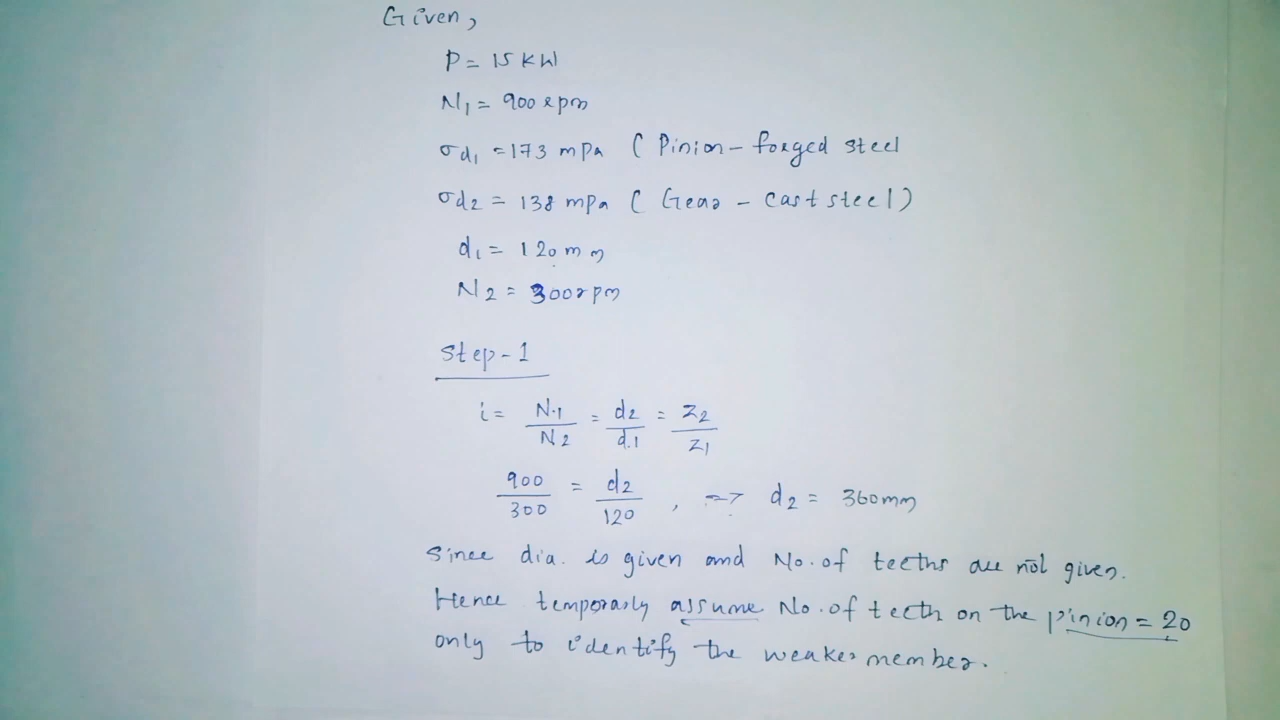 Given,
P = 15 KW
N1 = 900 rpm
σd1 = 173 mpa ( Pinion - forged steel
σd2 = 138 mpa ( Gear - cast steel )
d1 = 120 mm
N2 = 300 rpm
Step - 1
i = N1/N2 = d2/d1 = Z2/Z1
900/300 = d2/120 , => d2 = 360mm
Since dia. is given and No. of teeths are not given.
Hence temporarly assume No. of teeth on the pinion = 20
only to identify the weaker member.